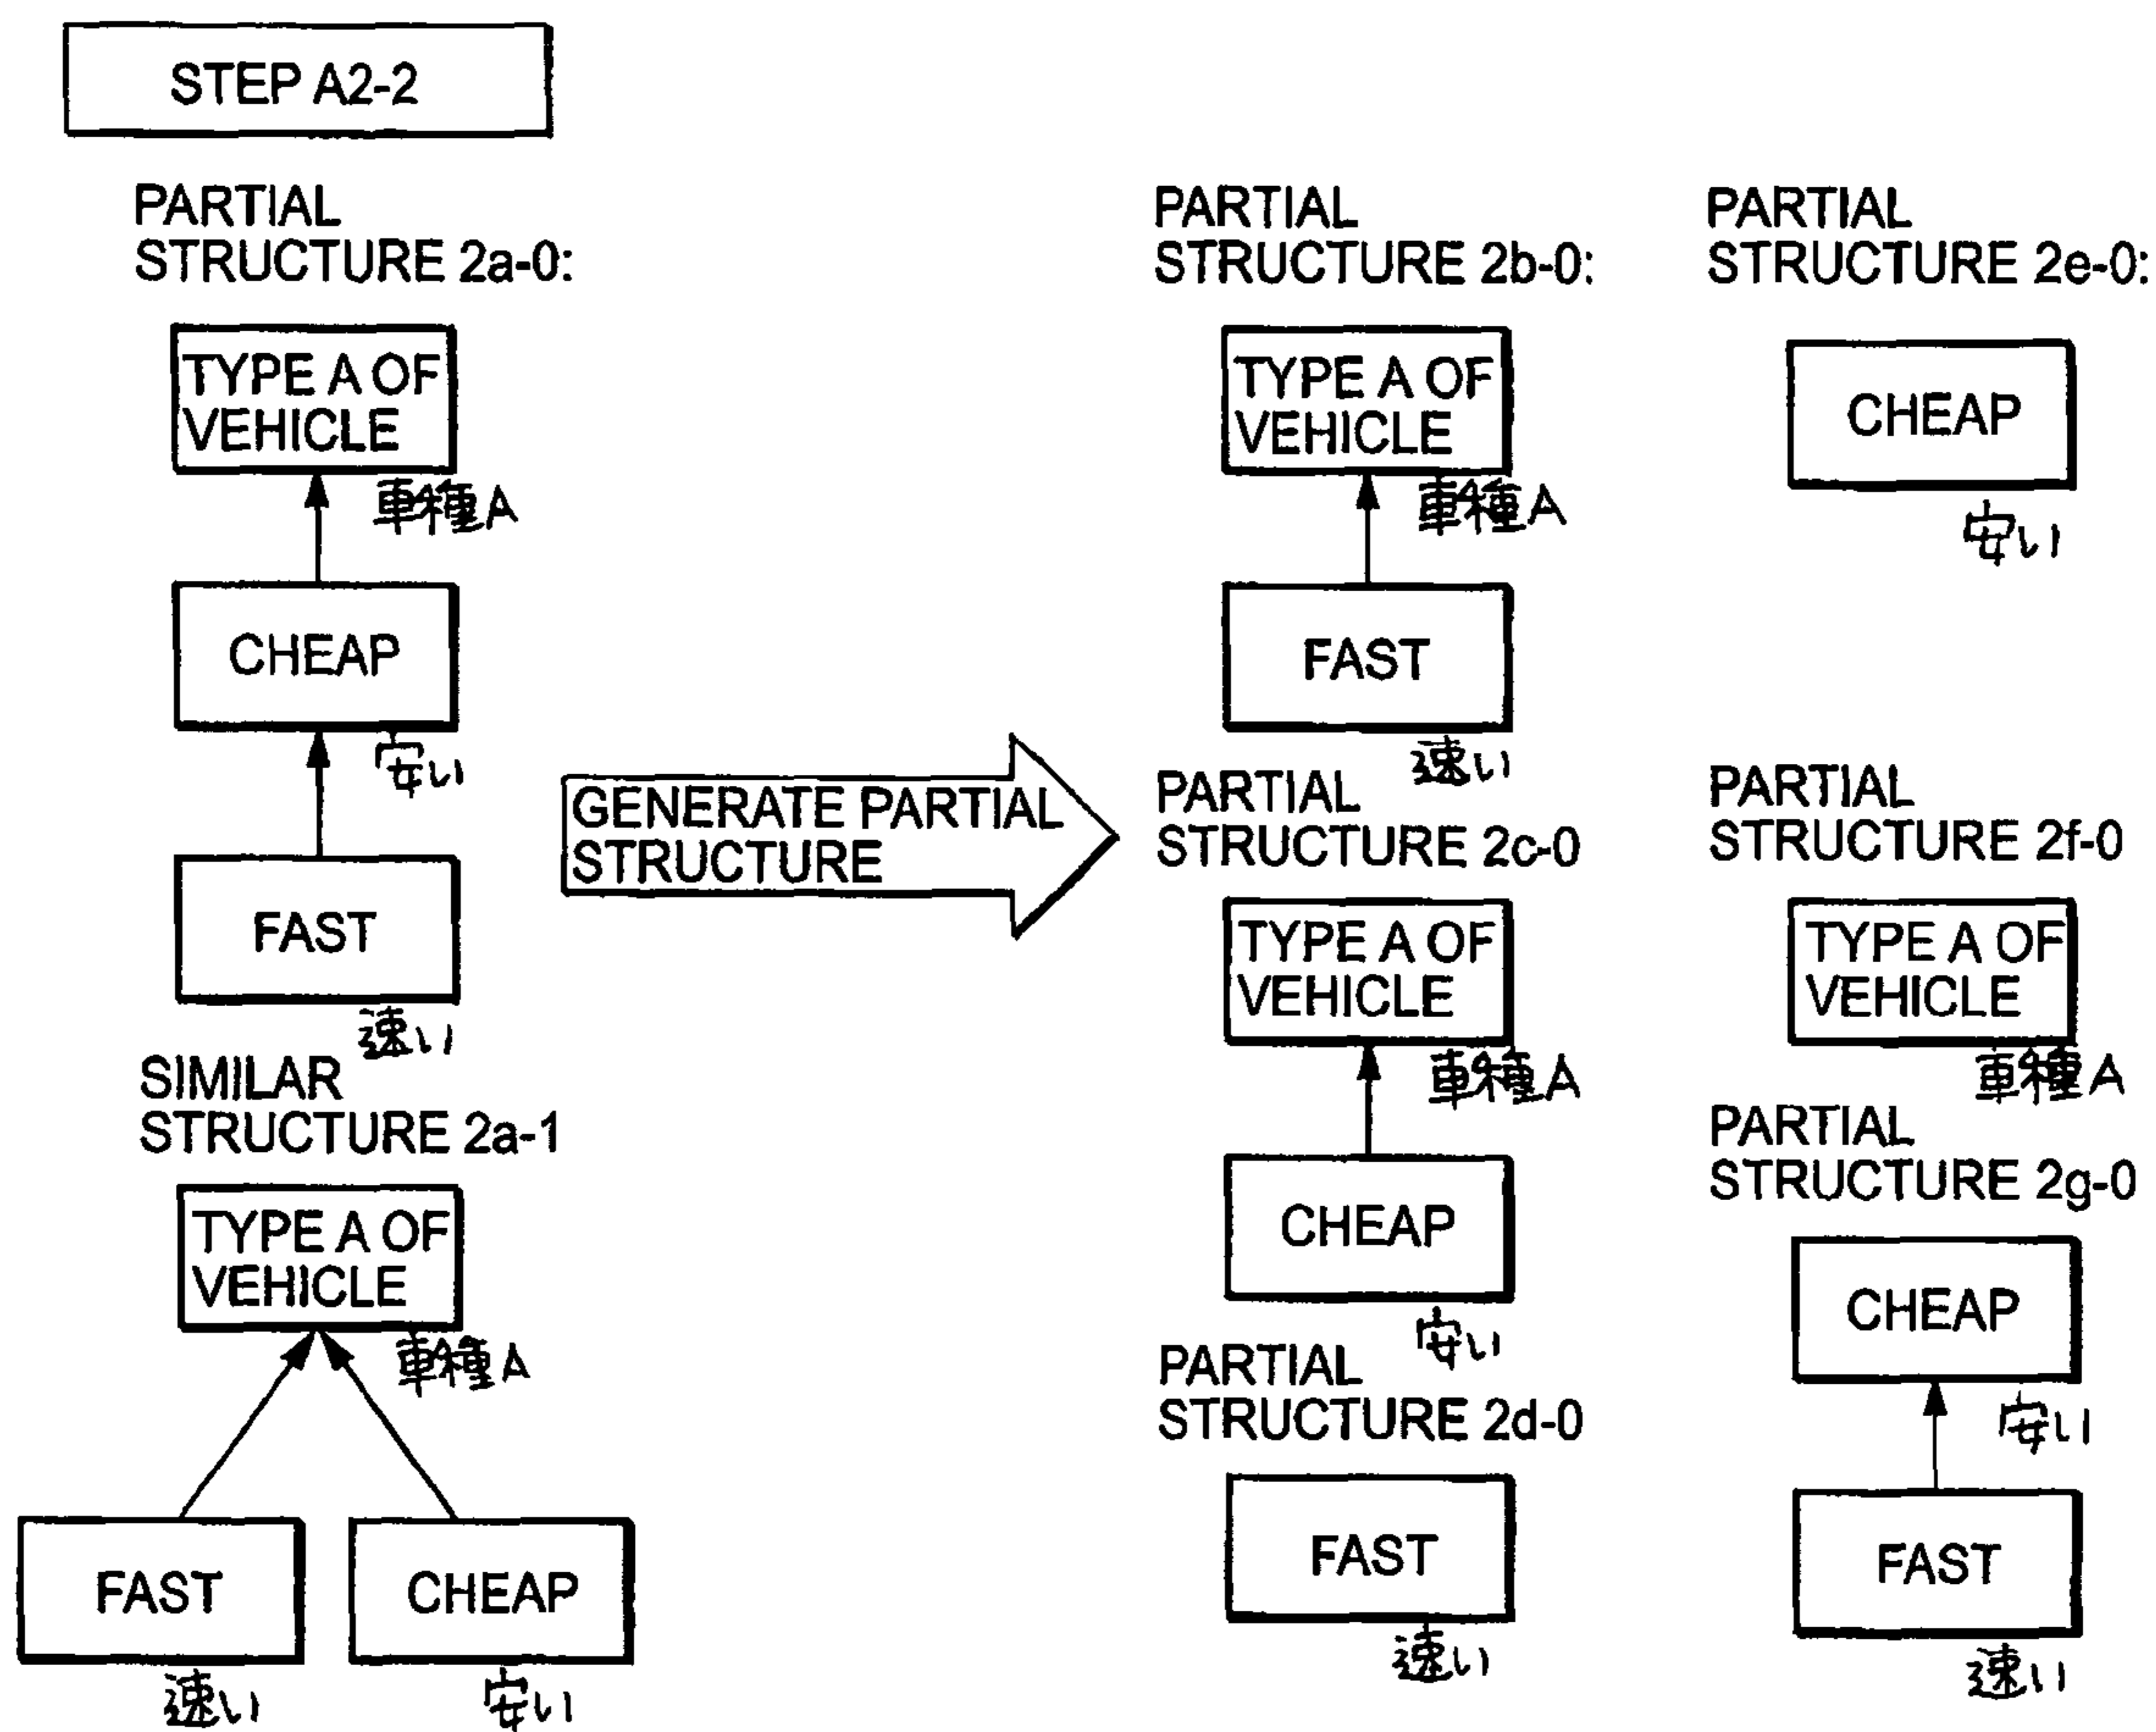 STEP A2-2
PARTIAL
STRUCTURE 2a-0:
TYPE A OF
VEHICLE
車種A
CHEAP
安い
FAST
速い
SIMILAR
STRUCTURE 2a-1
TYPE A OF
VEHICLE
車種A
FAST
速い
CHEAP
安い
GENERATE PARTIAL
STRUCTURE
PARTIAL
STRUCTURE 2b-0:
TYPE A OF
VEHICLE
車種A
FAST
速い
PARTIAL
STRUCTURE 2c-0
TYPE A OF
VEHICLE
車種A
CHEAP
安い
PARTIAL
STRUCTURE 2d-0
FAST
速い
PARTIAL
STRUCTURE 2e-0:
CHEAP
安い
PARTIAL
STRUCTURE 2f-0
TYPE A OF
VEHICLE
車種A
PARTIAL
STRUCTURE 2g-0
CHEAP
安い
FAST
速い